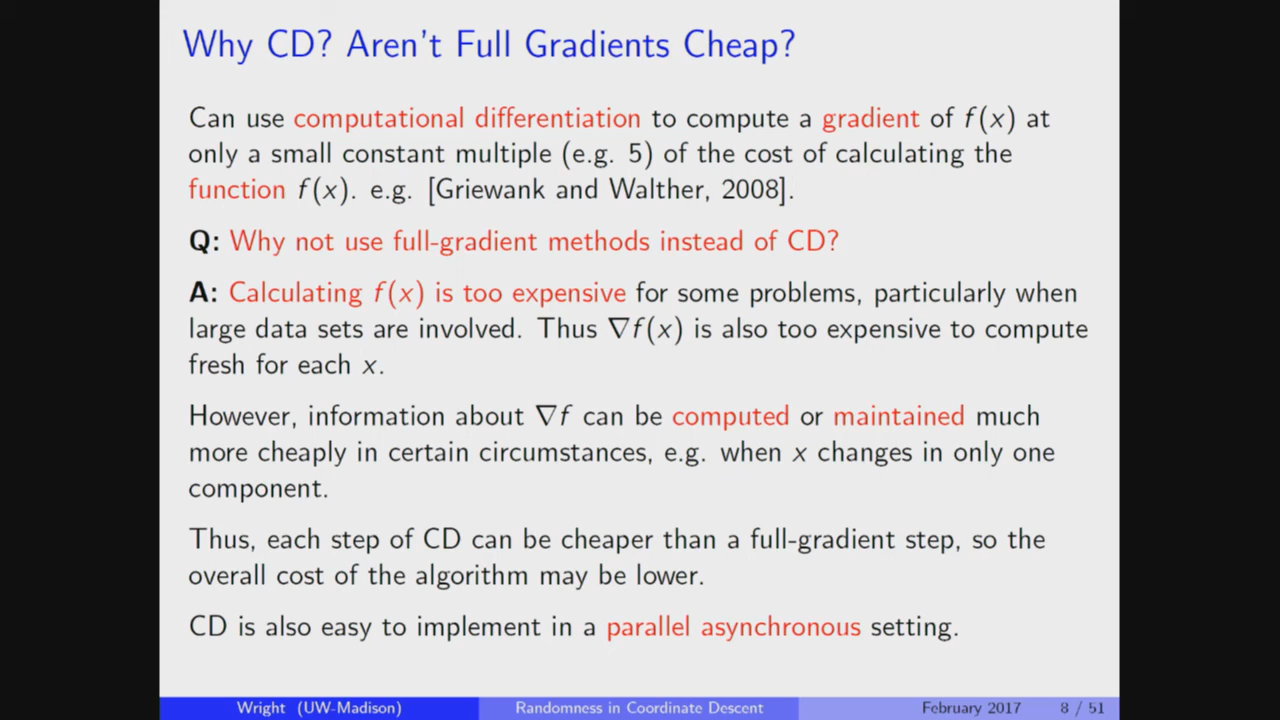 Why CD? Aren't Full Gradients Cheap?
Can use computational differentiation to compute a gradient of f(x) at
only a small constant multiple (e.g. 5) of the cost of calculating the
function f(x). e.g. [Griewank and Walther, 2008].
Q: Why not use full-gradient methods instead of CD?
A: Calculating f(x) is too expensive for some problems, particularly when
large data sets are involved. Thus ∇f(x) is also too expensive to compute
fresh for each x.
However, information about ∇f can be computed or maintained much
more cheaply in certain circumstances, e.g. when x changes in only one
component.
Thus, each step of CD can be cheaper than a full-gradient step, so the
overall cost of the algorithm may be lower.
CD is also easy to implement in a parallel asynchronous setting.
Wright (UW-Madison) Randomness in Coordinate Descent February 2017 8 / 51